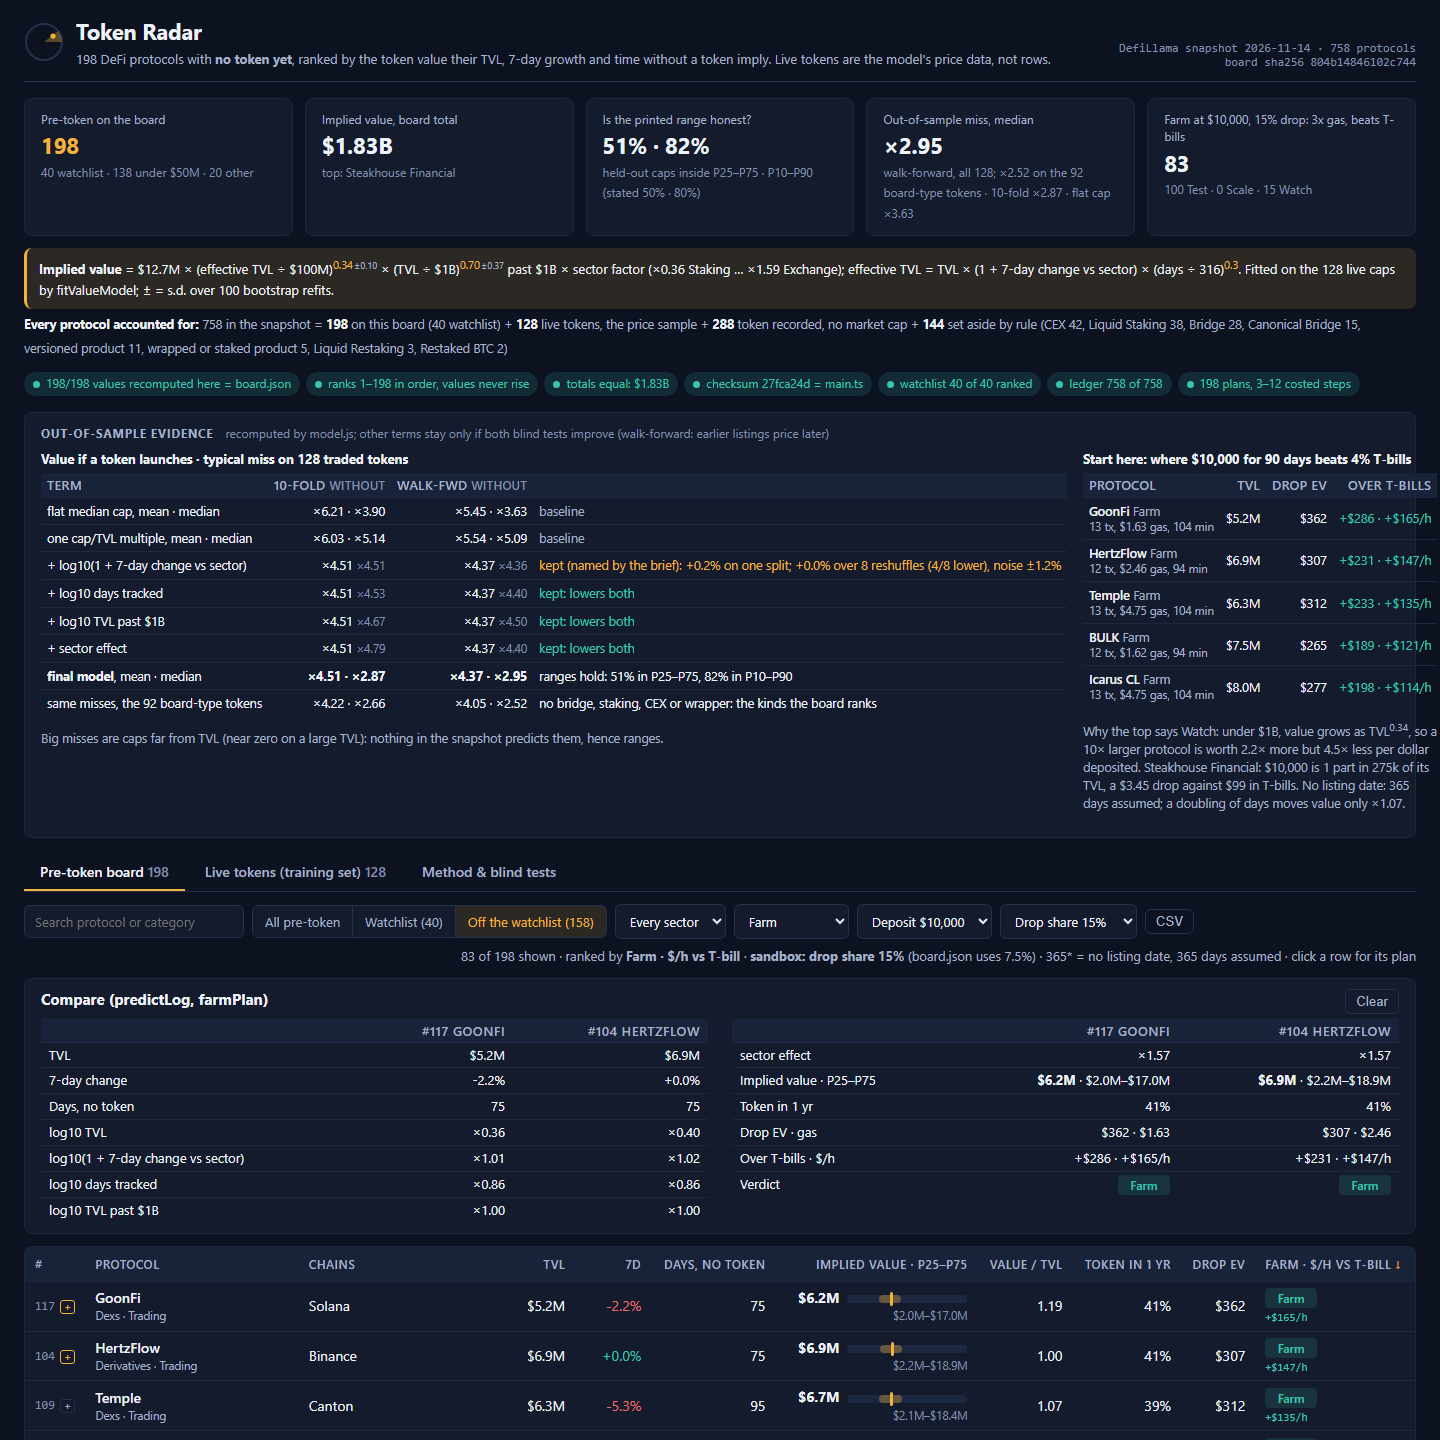 Token Radar
198 DeFi protocols with no token yet, ranked by the token value their TVL, 7-day growth and time without a token imply. Live tokens are the model's price data, not rows.
DefiLlama snapshot 2026-11-14 · 758 protocols
board sha256 804b14846102c744
Pre-token on the board
198
40 watchlist · 138 under $50M · 20 other
Implied value, board total
$1.83B
top: Steakhouse Financial
Is the printed range honest?
51% · 82%
held-out caps inside P25–P75 · P10–P90
(stated 50% · 80%)
Out-of-sample miss, median
×2.95
walk-forward, all 128; ×2.52 on the 92
board-type tokens · 10-fold ×2.87 · flat cap
×3.63
Farm at $10,000, 15% drop: 3x gas, beats T-
bills
83
100 Test · 0 Scale · 15 Watch
Implied value = $12.7M × (effective TVL ÷ $100M)0.34 ±0.10 × (TVL ÷ $1B)0.70 ±0.37 past $1B × sector factor (×0.36 Staking ... ×1.59 Exchange); effective TVL = TVL × (1 + 7-day change vs sector) × (days ÷ 316)0.3. Fitted on the 128 live caps
by fitValueModel; ± = s.d. over 100 bootstrap refits.
Every protocol accounted for: 758 in the snapshot = 198 on this board (40 watchlist) + 128 live tokens, the price sample + 288 token recorded, no market cap + 144 set aside by rule (CEX 42, Liquid Staking 38, Bridge 28, Canonical Bridge 15,
versioned product 11, wrapped or staked product 5, Liquid Restaking 3, Restaked BTC 2)
198/198 values recomputed here = board.json
ranks 1–198 in order, values never rise
totals equal: $1.83B
checksum 27fca24d = main.ts
watchlist 40 of 40 ranked
ledger 758 of 758
198 plans, 3–12 costed steps
OUT-OF-SAMPLE EVIDENCE recomputed by model.js; other terms stay only if both blind tests improve (walk-forward: earlier listings price later)
Value if a token launches · typical miss on 128 traded tokens
TERM 10-FOLD WITHOUT WALK-FWD WITHOUT
flat median cap, mean · median ×6.21 · ×3.90 ×5.45 · ×3.63 baseline
one cap/TVL multiple, mean · median ×6.03 · ×5.14 ×5.54 · ×5.09 baseline
+ log10(1 + 7-day change vs sector) ×4.51 ×4.51 ×4.37 ×4.36 kept (named by the brief): +0.2% on one split; +0.0% over 8 reshuffles (4/8 lower), noise ±1.2%
+ log10 days tracked ×4.51 ×4.53 ×4.37 ×4.40 kept: lowers both
+ log10 TVL past $1B ×4.51 ×4.67 ×4.37 ×4.50 kept: lowers both
+ sector effect ×4.51 ×4.79 ×4.37 ×4.40 kept: lowers both
final model, mean · median ×4.51 · ×2.87 ×4.37 · ×2.95 ranges hold: 51% in P25–P75, 82% in P10–P90
same misses, the 92 board-type tokens ×4.22 · ×2.66 ×4.05 · ×2.52 no bridge, staking, CEX or wrapper: the kinds the board ranks
Big misses are caps far from TVL (near zero on a large TVL): nothing in the snapshot predicts them, hence ranges.
Start here: where $10,000 for 90 days beats 4% T-bills
PROTOCOL TVL DROP EV OVER T-BILLS
GoonFi Farm $5.2M $362 +$286 · +$165/h
13 tx, $1.63 gas, 104 min
HertzFlow Farm $6.9M $307 +$231 · +$147/h
12 tx, $2.46 gas, 94 min
Temple Farm $6.3M $312 +$233 · +$135/h
13 tx, $4.75 gas, 104 min
BULK Farm $7.5M $265 +$189 · +$121/h
12 tx, $1.62 gas, 94 min
Icarus CL Farm $8.0M $277 +$198 · +$114/h
13 tx, $4.75 gas, 104 min
Why the top says Watch: under $1B, value grows as TVL0.34, so a
10× larger protocol is worth 2.2× more but 4.5× less per dollar
deposited. Steakhouse Financial: $10,000 is 1 part in 275k of its
TVL, a $3.45 drop against $99 in T-bills. No listing date: 365
days assumed; a doubling of days moves value only ×1.07.
Pre-token board 198
Live tokens (training set) 128
Method & blind tests
Search protocol or category
All pre-token
Watchlist (40)
Off the watchlist (158)
Every sector
Farm
Deposit $10,000
Drop share 15%
CSV
83 of 198 shown · ranked by Farm · $/h vs T-bill · sandbox: drop share 15% (board.json uses 7.5%) · 365* = no listing date, 365 days assumed · click a row for its plan
Compare (predictLog, farmPlan)
Clear
#117 GOONFI #104 HERTZFLOW
TVL $5.2M $6.9M
7-day change -2.2% +0.0%
Days, no token 75 75
log10 TVL ×0.36 ×0.40
log10(1 + 7-day change vs sector) ×1.01 ×1.02
log10 days tracked ×0.86 ×0.86
log10 TVL past $1B ×1.00 ×1.00
#117 GOONFI #104 HERTZFLOW
sector effect ×1.57 ×1.57
Implied value · P25–P75 $6.2M · $2.0M–$17.0M $6.9M · $2.2M–$18.9M
Token in 1 yr 41% 41%
Drop EV · gas $362 · $1.63 $307 · $2.46
Over T-bills · $/h +$286 · +$165/h +$231 · +$147/h
Verdict Farm Farm
# PROTOCOL CHAINS TVL 7D DAYS, NO TOKEN IMPLIED VALUE · P25–P75 VALUE / TVL TOKEN IN 1 YR DROP EV FARM · $/H VS T-BILL ↓
117 + GoonFi Solana $5.2M -2.2% 75 $6.2M 1.19 41% $362 Farm
Dexs · Trading $2.0M–$17.0M +$165/h
104 + HertzFlow Binance $6.9M +0.0% 75 $6.9M 1.00 41% $307 Farm
Derivatives · Trading $2.2M–$18.9M +$147/h
109 + Temple Canton $6.3M -5.3% 95 $6.7M 1.07 39% $312 Farm
Dexs · Trading $2.1M–$18.4M +$135/h